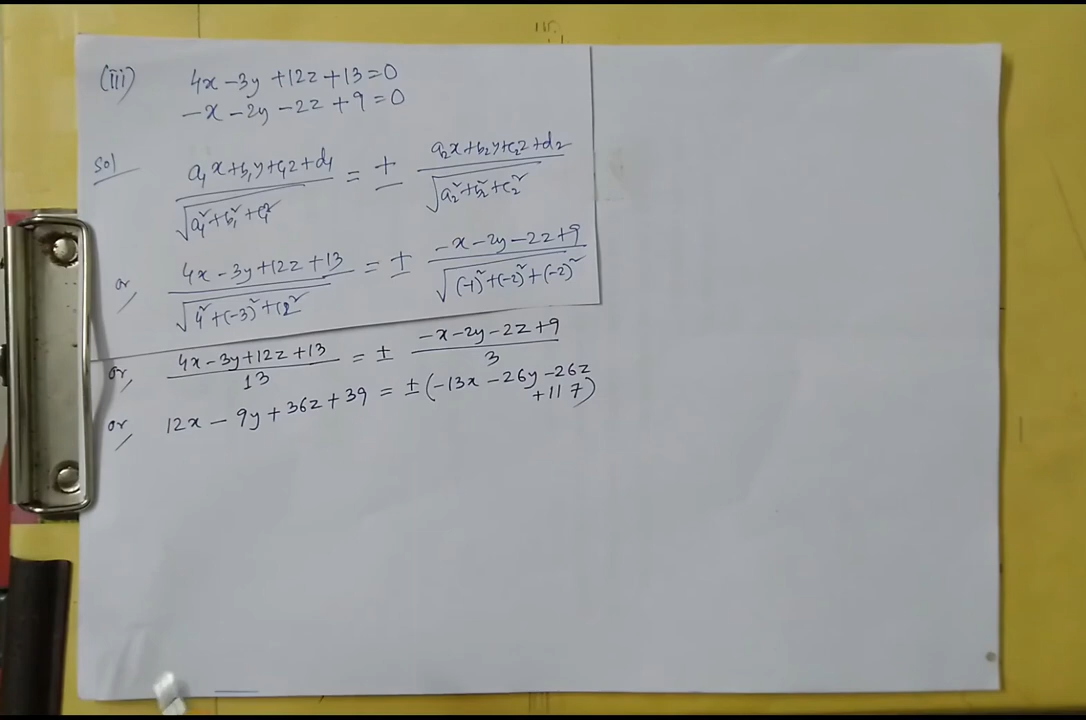 (iii) 4x - 3y + 12z + 13 = 0
-x - 2y - 2z + 9 = 0
Sol
a₁x + b₁y + c₁z + d₁ / √a₁² + b₁² + c₁² = ± a₂x + b₂y + c₂z + d₂ / √a₂² + b₂² + c₂²
or, 4x - 3y + 12z + 13 / √4² + (-3)² + 12² = ± -x - 2y - 2z + 9 / √(-1)² + (-2)² + (-2)²
or, 4x - 3y + 12z + 13 / 13 = ± -x - 2y - 2z + 9 / 3
or, 12x - 9y + 36z + 39 = ± (-13x - 26y - 26z
+ 117)